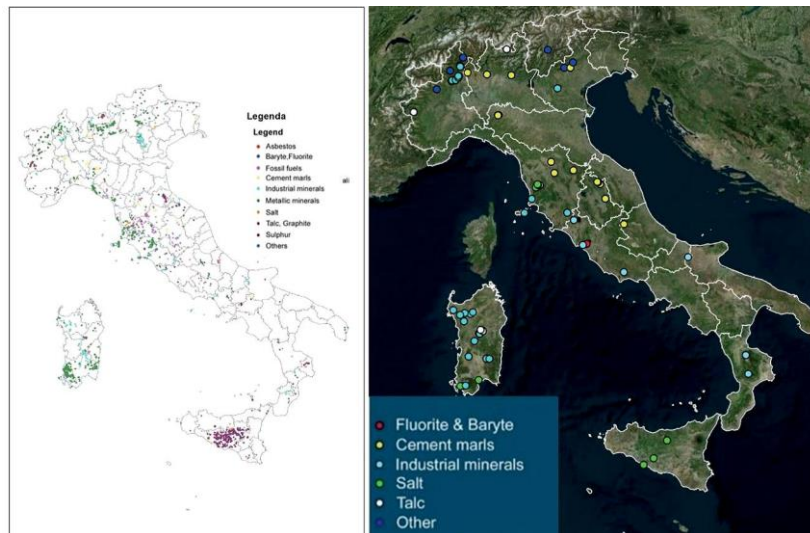 Legenda
Legend
Asbestos
Baryte,Fluorite
Fossil fuels
Cement marls
Industrial minerals
Metallic minerals
Salt
Talc, Graphite
Sulphur
Others
ali
Fluorite & Baryte
Cement marls
Industrial minerals
Salt
Talc
Other